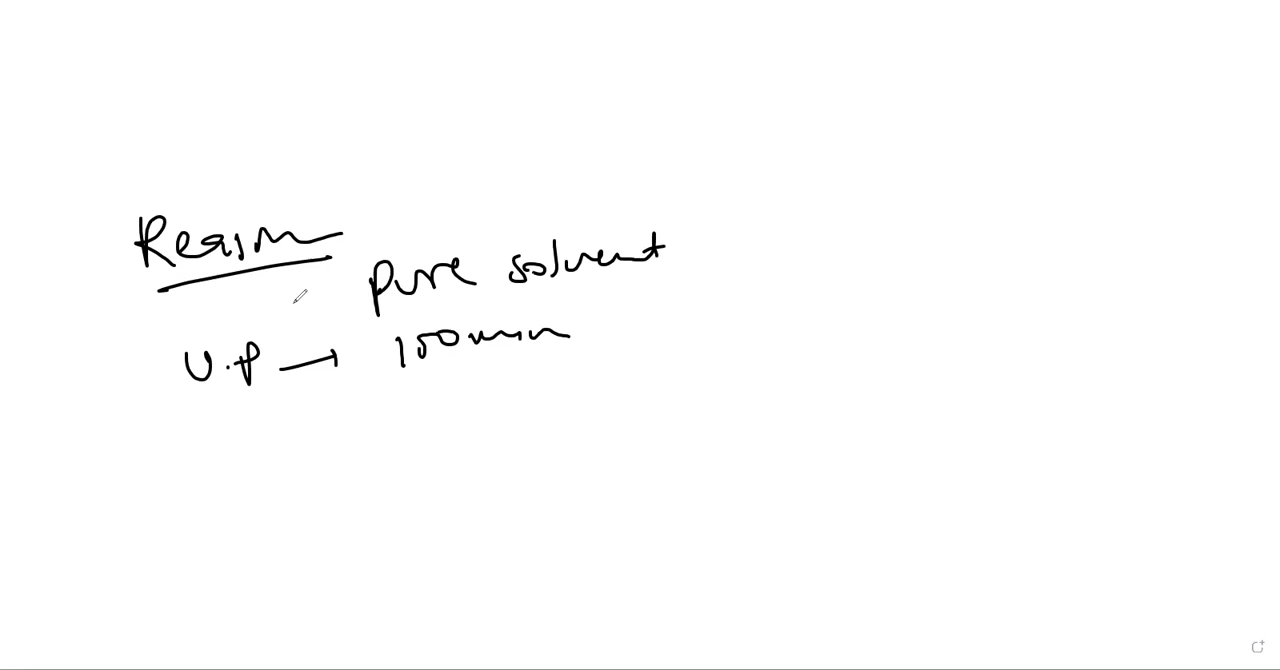 Reason
Pure solvent
V.P → 100mm